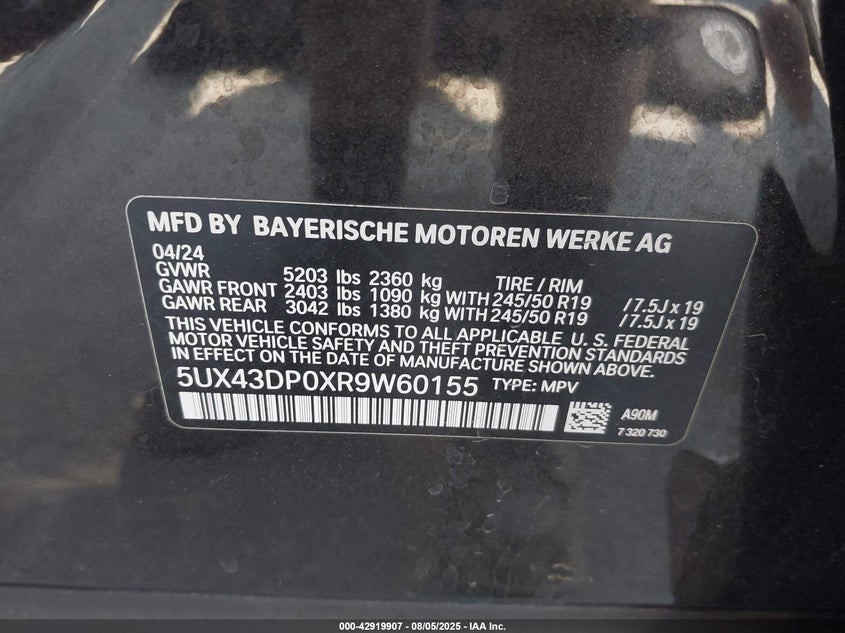 MFD BY BAYERISCHE MOTOREN WERKE AG
04/24
GVWR 5203 lbs 2360 kg TIRE / RIM
GAWR FRONT 2403 lbs 1090 kg WITH 245/50 R19 / 7.5J x 19
GAWR REAR 3042 lbs 1380 kg WITH 245/50 R19 / 7.5J x 19
THIS VEHICLE CONFORMS TO ALL APPLICABLE U. S. FEDERAL
MOTOR VEHICLE SAFETY AND THEFT PREVENTION STANDARDS
IN EFFECT ON THE DATE OF MANUFACTURE SHOWN ABOVE.
5UX43DP0XR9W60155 TYPE: MPV
A90M
7 320 730
000-42919907 - 08/05/2025 - IAA Inc.